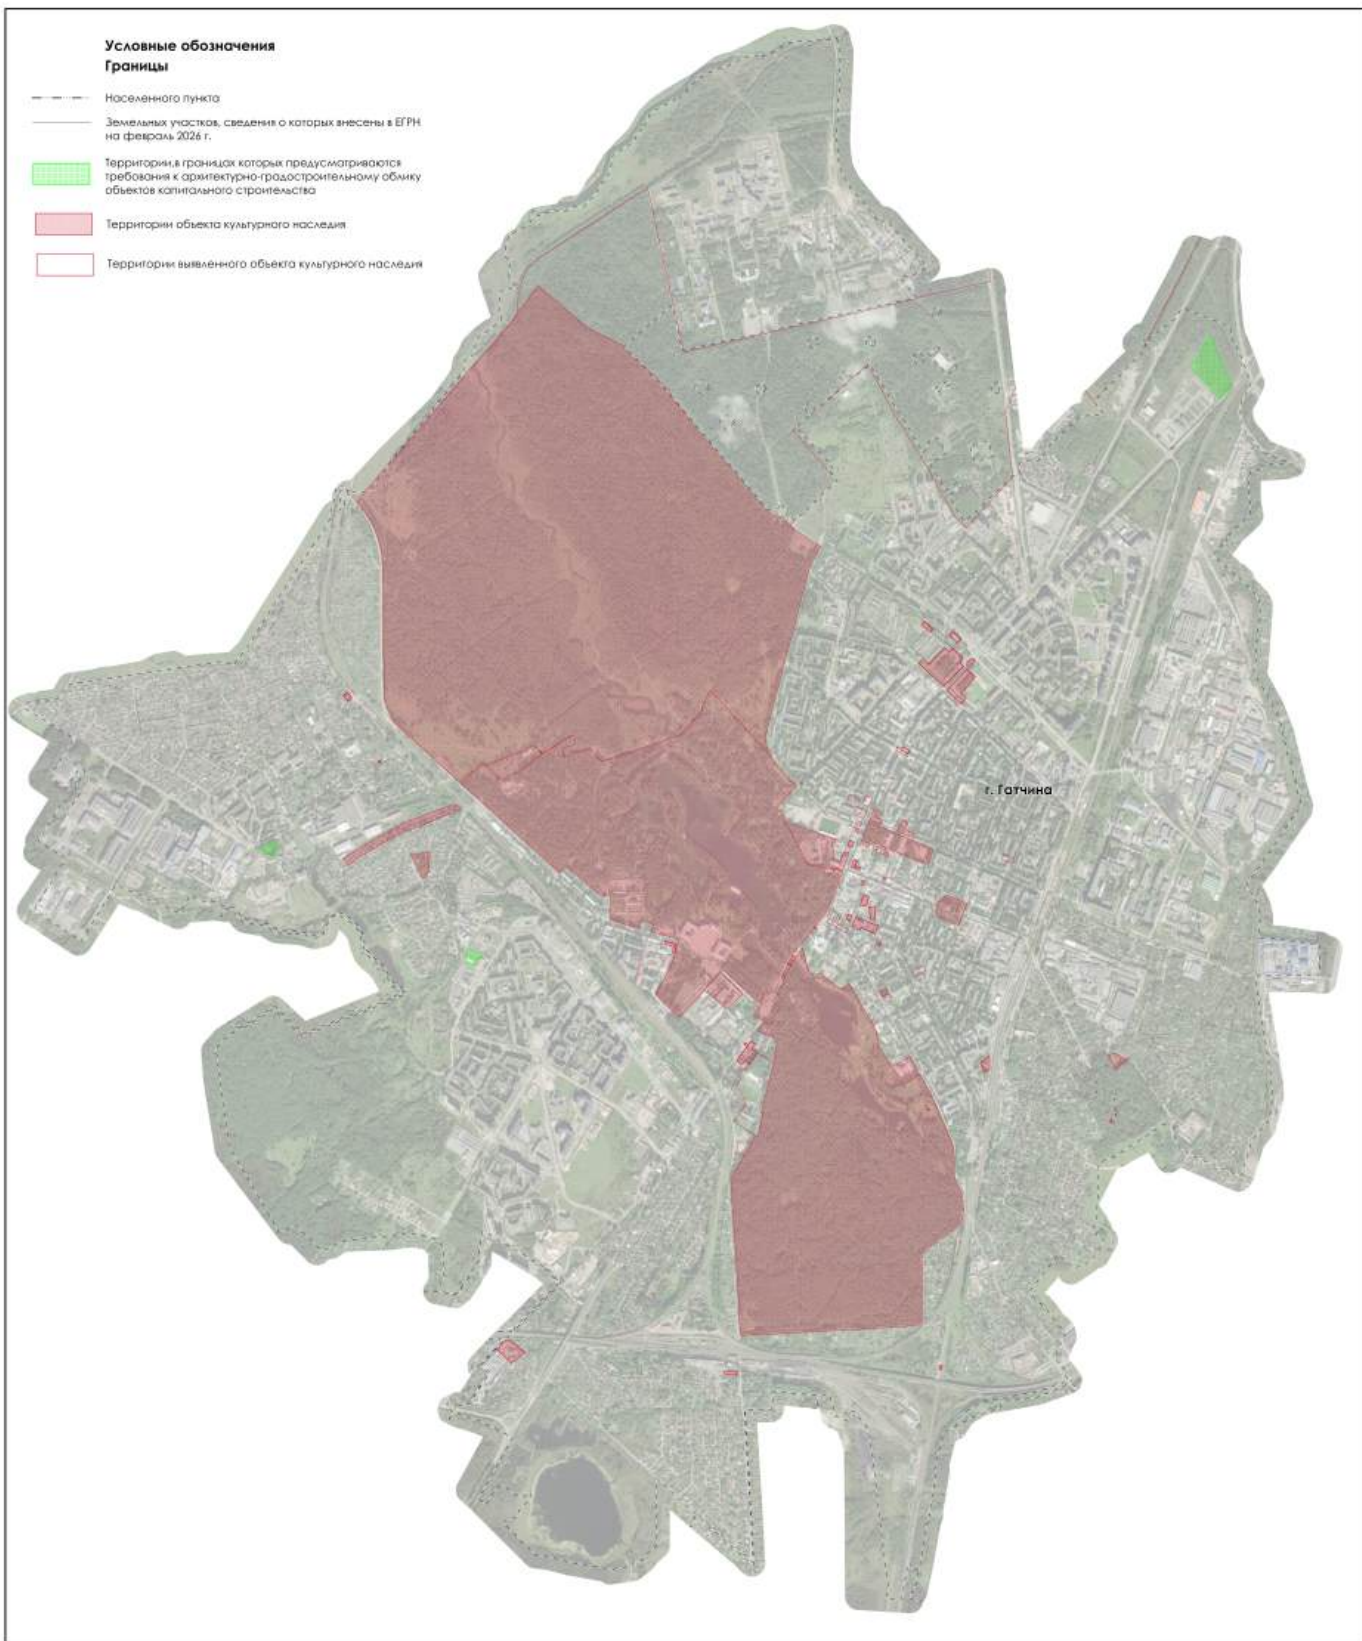 Условные обозначения
Границы
Населенного пункта
Земельных участков, сведения о которых внесены в ЕГРН
на февраль 2026 г.
Территории,в границах которых предусматриваются
требования к архитектурно-градостроительному облику
объектов капитального строительства
Территории объекта культурного наследия
Территории выявленного объекта культурного наследия
г. Гатчина